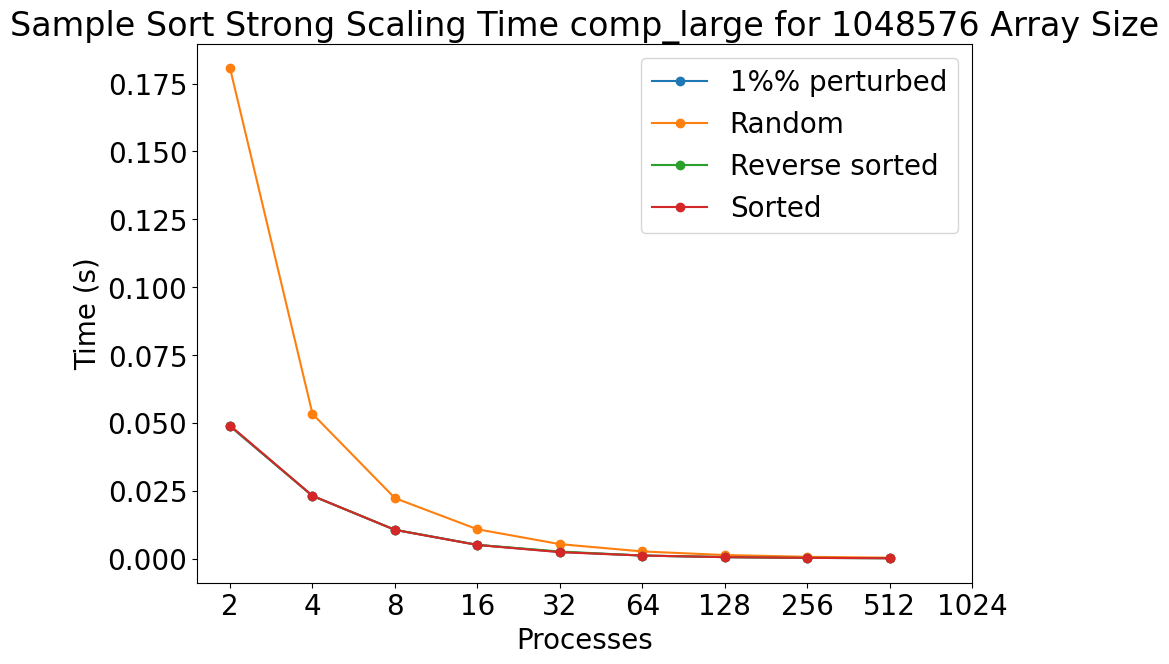 Sample Sort Strong Scaling Time comp_large for 1048576 Array Size
1%% perturbed
Random
Reverse sorted
Sorted
0.175
0.150
0.125
0.100
0.075
0.050
0.025
0.000
Time (s)
2 4 8 16 32 64 128 256 512 1024
Processes